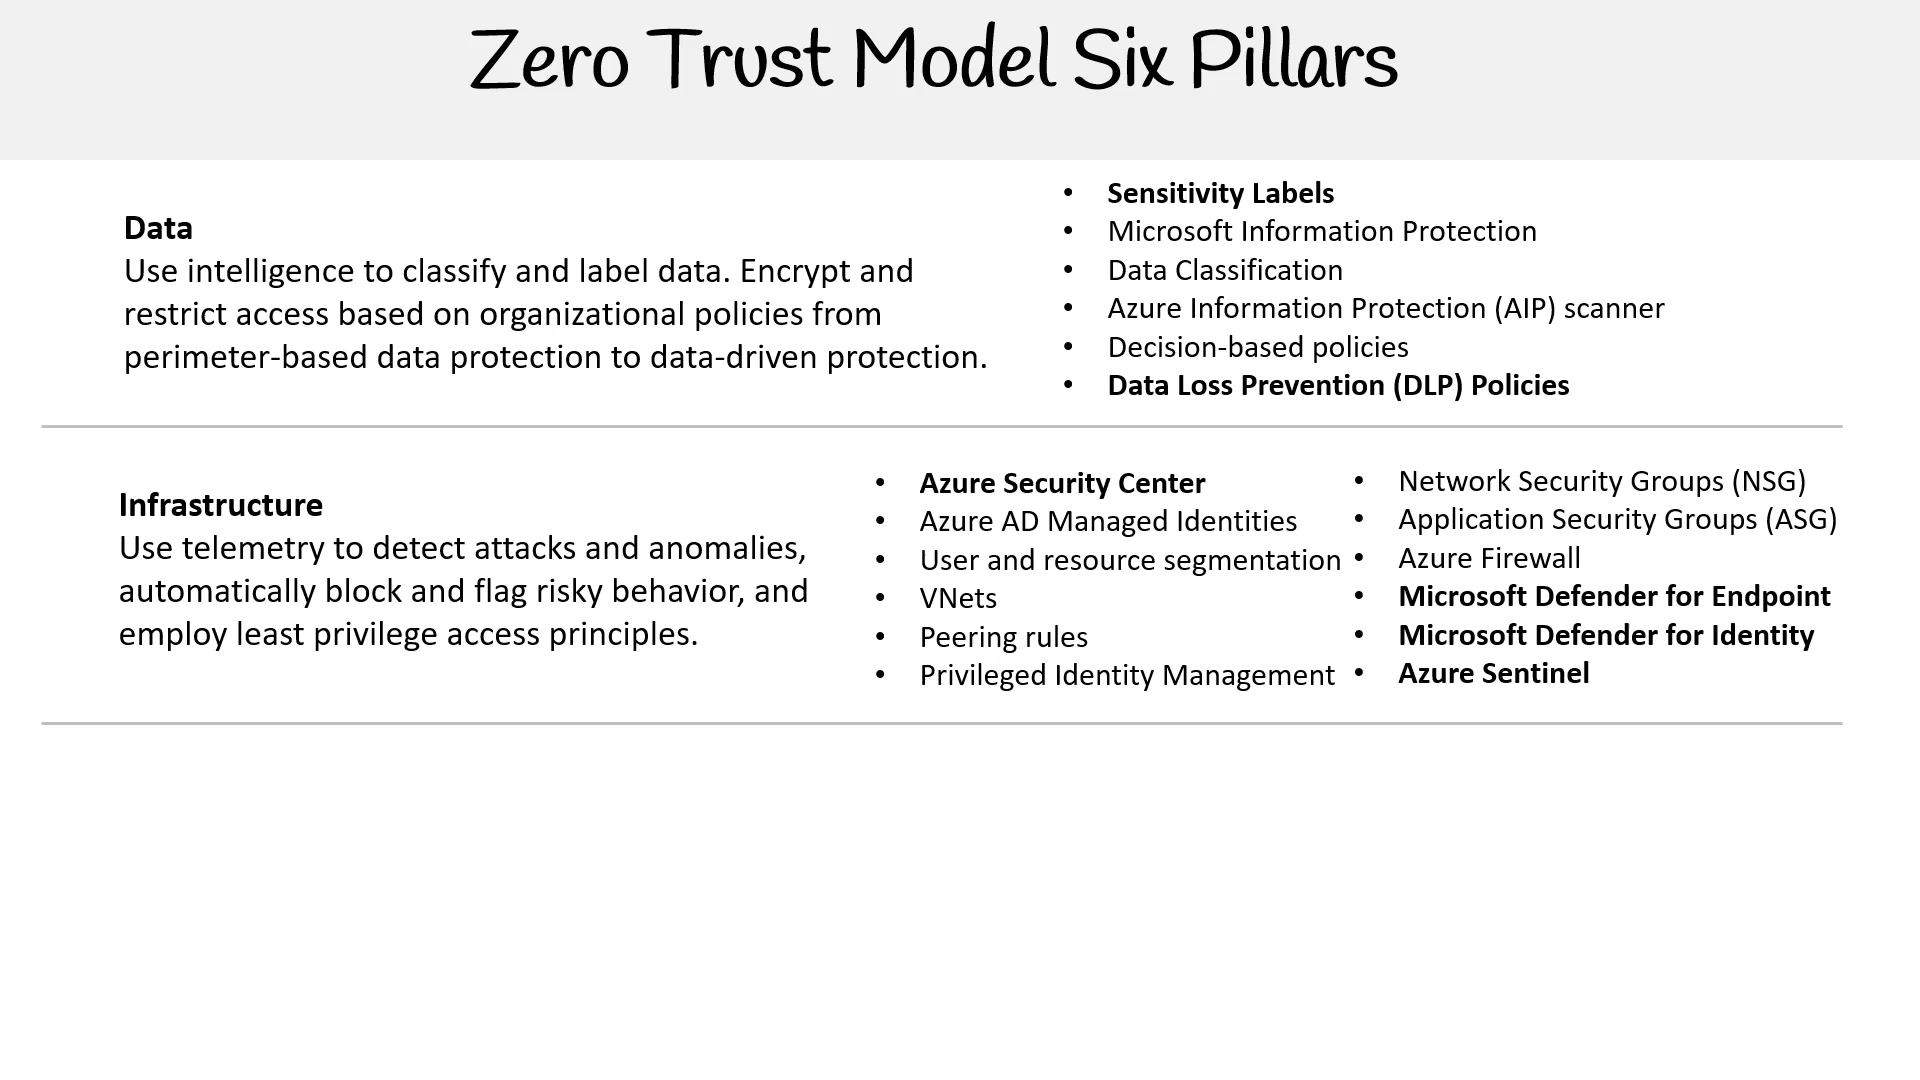 Zero Trust Model Six Pillars
Data
Use intelligence to classify and label data. Encrypt and
restrict access based on organizational policies from
perimeter-based data protection to data-driven protection.
• Sensitivity Labels
• Microsoft Information Protection
• Data Classification
• Azure Information Protection (AIP) scanner
• Decision-based policies
• Data Loss Prevention (DLP) Policies
Infrastructure
Use telemetry to detect attacks and anomalies,
automatically block and flag risky behavior, and
employ least privilege access principles.
• Azure Security Center
• Azure AD Managed Identities
• User and resource segmentation
• VNets
• Peering rules
• Privileged Identity Management
• Network Security Groups (NSG)
• Application Security Groups (ASG)
• Azure Firewall
• Microsoft Defender for Endpoint
• Microsoft Defender for Identity
• Azure Sentinel